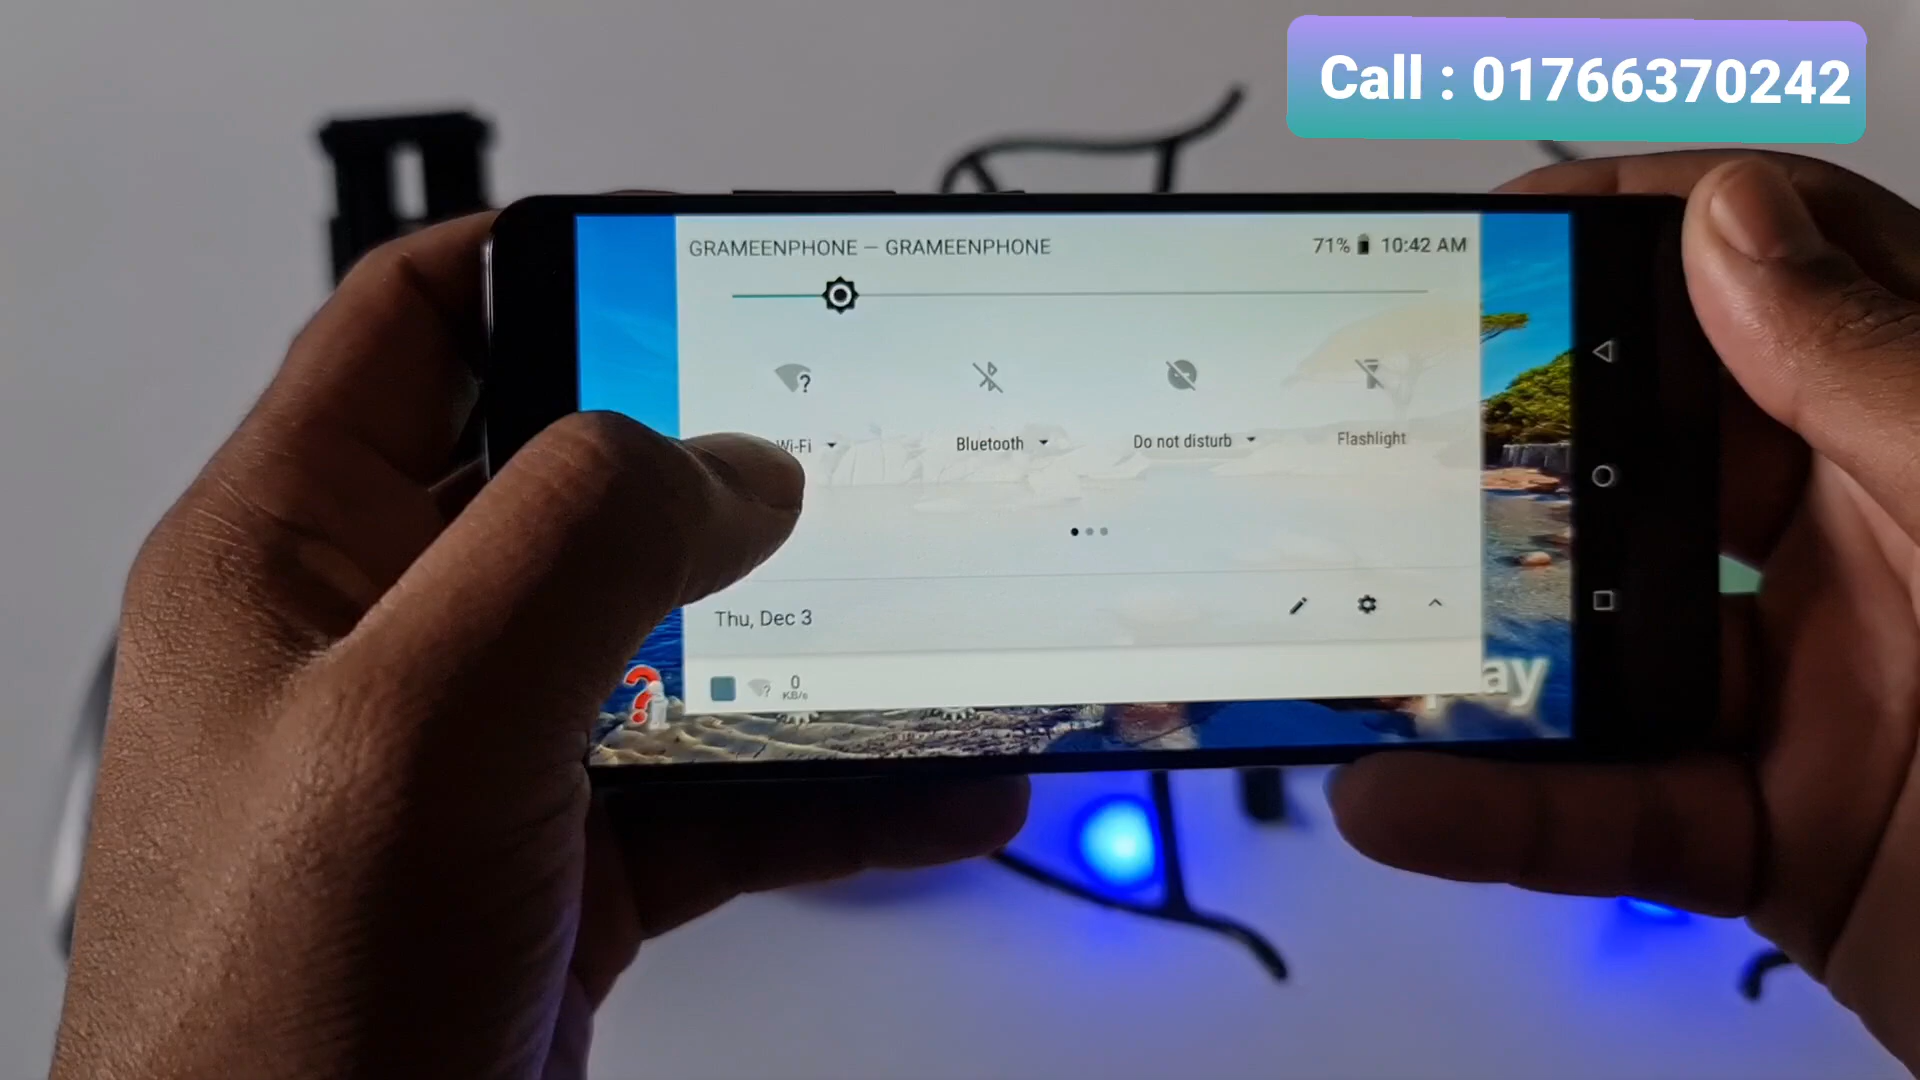 Call : 01766370242
GRAMEENPHONE — GRAMEENPHONE
71% 10:42 AM
?
Wi-Fi
Bluetooth
Do not disturb
Flashlight
Thu, Dec 3
? 0
KB/s
?